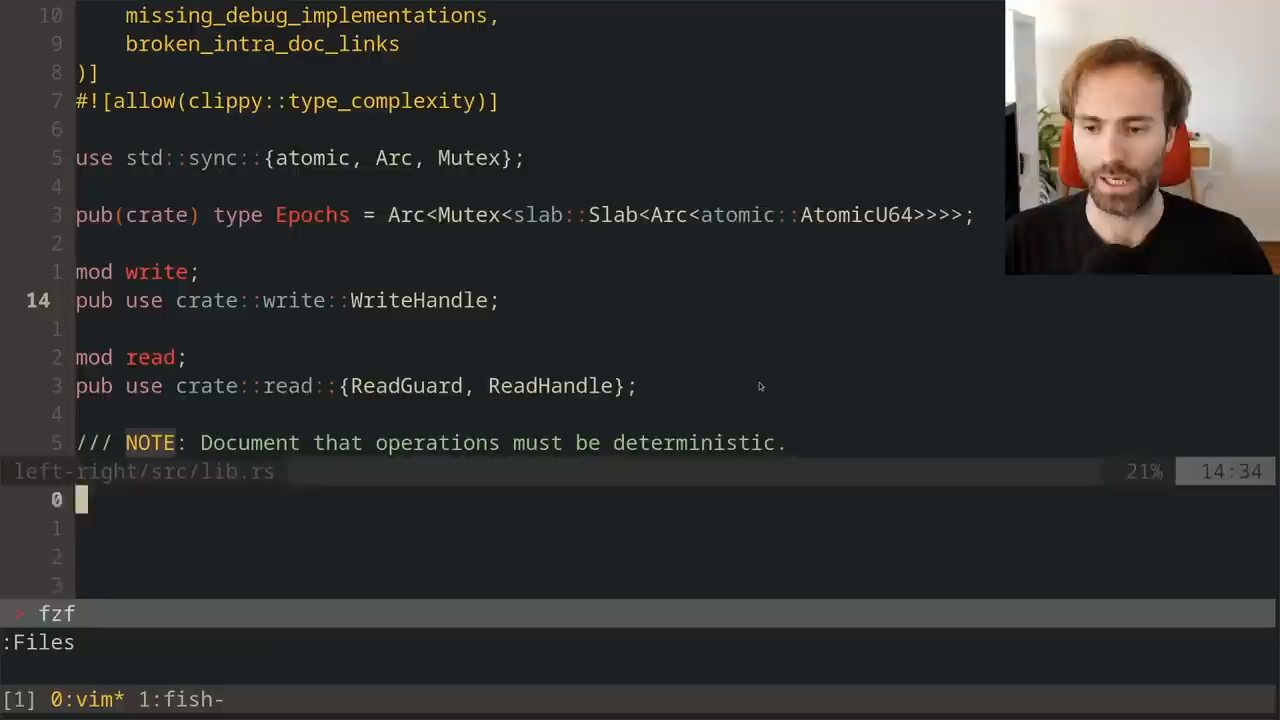 10 missing_debug_implementations,
9 broken_intra_doc_links
8 )]
7 #![allow(clippy::type_complexity)]
6
5 use std::sync::{atomic, Arc, Mutex};
4
3 pub(crate) type Epochs = Arc<Mutex<slab::Slab<Arc<atomic::AtomicU64>>>>;
2
1 mod write;
14 pub use crate::write::WriteHandle;
1
2 mod read;
3 pub use crate::read::{ReadGuard, ReadHandle};
4
5 /// NOTE: Document that operations must be deterministic.
left-right/src/lib.rs 21% 14:34
0
1
2
3
> fzf
:Files
[1] 0:vim* 1:fish-